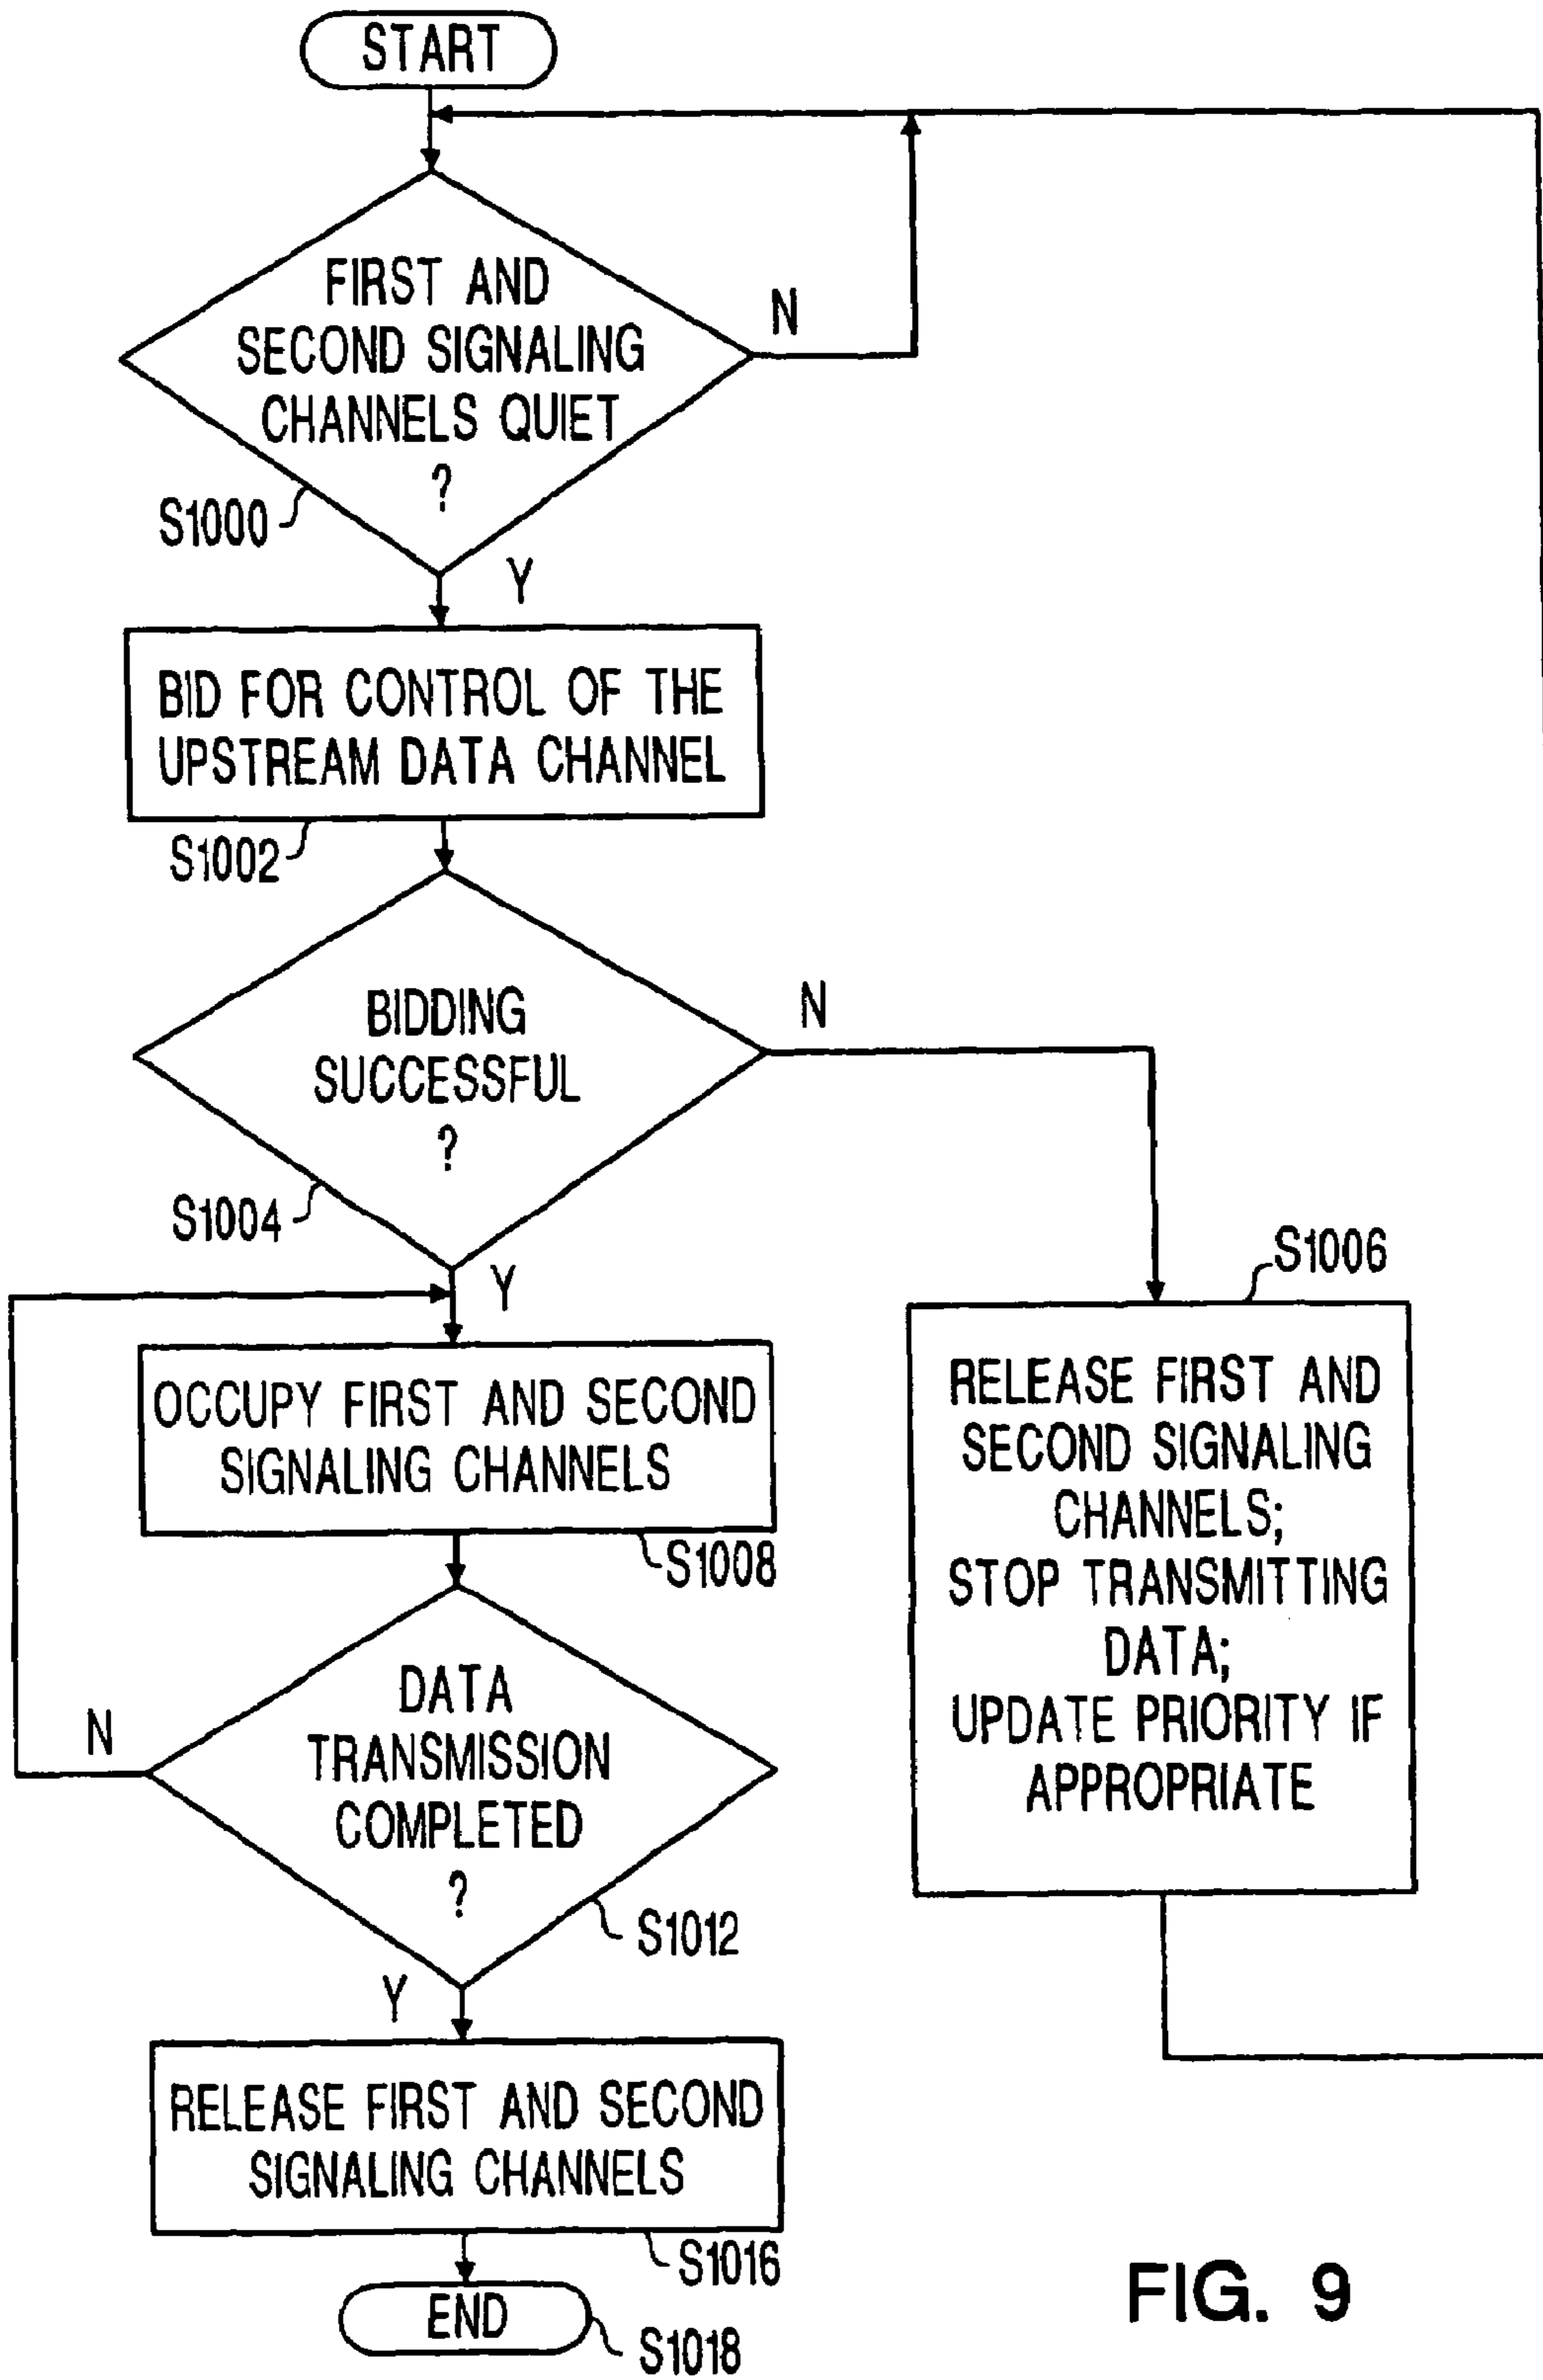 START
FIRST AND
SECOND SIGNALING
CHANNELS QUIET
?
N
S1000
Y
BID FOR CONTROL OF THE
UPSTREAM DATA CHANNEL
S1002
BIDDING
SUCCESSFUL
?
N
S1004
Y
S1006
RELEASE FIRST AND
SECOND SIGNALING
CHANNELS;
STOP TRANSMITTING
DATA;
UPDATE PRIORITY IF
APPROPRIATE
OCCUPY FIRST AND SECOND
SIGNALING CHANNELS
S1008
DATA
TRANSMISSION
COMPLETED
?
N
S1012
Y
RELEASE FIRST AND SECOND
SIGNALING CHANNELS
S1016
END
S1018
FIG. 9